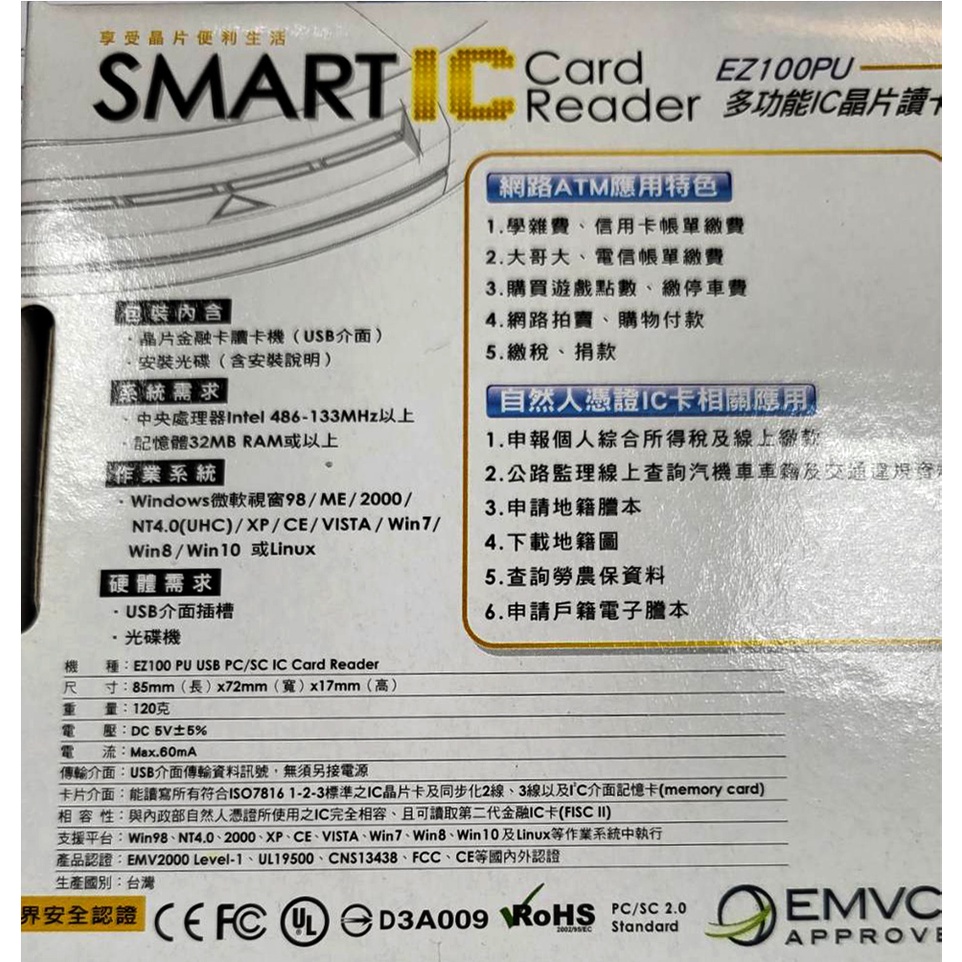 享受晶片便利生活
SMART IC Card Reader
EZ100PU
多功能IC晶片讀
網路ATM應用特色
1.學雜費、信用卡帳單繳費
2.大哥大、電信帳單繳費
3.購買遊戲點數、繳停車費
4.網路拍賣、購物付款
5.繳稅、捐款
自然人憑證IC卡相關應用
1.申報個人綜合所得稅及線上繳款
2.公路監理線上查詢汽機車車籍及交通違規資料
3.申請地籍謄本
4.下載地籍圖
5.查詢勞農保資料
6.申請戶籍電子謄本
包裝內含
·晶片金融卡讀卡機(USB介面)
·安裝光碟(含安裝說明)
系統需求
·中央處理器Intel 486-133MHz以上
·記憶體32MB RAM或以上
作業系統
·Windows微軟視窗98/ME/2000/
NT4.0(UHC)/XP/CE/VISTA/Win7/
Win8/Win10 或Linux
硬體需求
·USB介面插槽
·光碟機
機種:EZ100 PU USB PC/SC IC Card Reader
尺寸:85mm(長)x72mm(寬)x17mm(高)
重量:120克
電壓:DC 5V±5%
電流:Max.60mA
傳輸介面:USB介面傳輸資料訊號,無須另接電源
卡片介面:能讀寫所有符合ISO7816 1-2-3標準之IC晶片卡及同步化2線、3線以及I²C介面記憶卡(memory card)
相容性:與內政部自然人憑證所使用之IC完全相容、且可讀取第二代金融IC卡(FISC II)
支援平台:Win98、NT4.0、2000、XP、CE、VISTA、Win7、Win8、Win10及Linux等作業系統中執行
產品認證:EMV2000 Level-1、UL19500、CNS13438、FCC、CE等國內外認證
生產國別:台灣
界安全認證 CE FC UL D3A009 RoHS 2002/95/EC PC/SC 2.0 Standard EMVC APPROVE